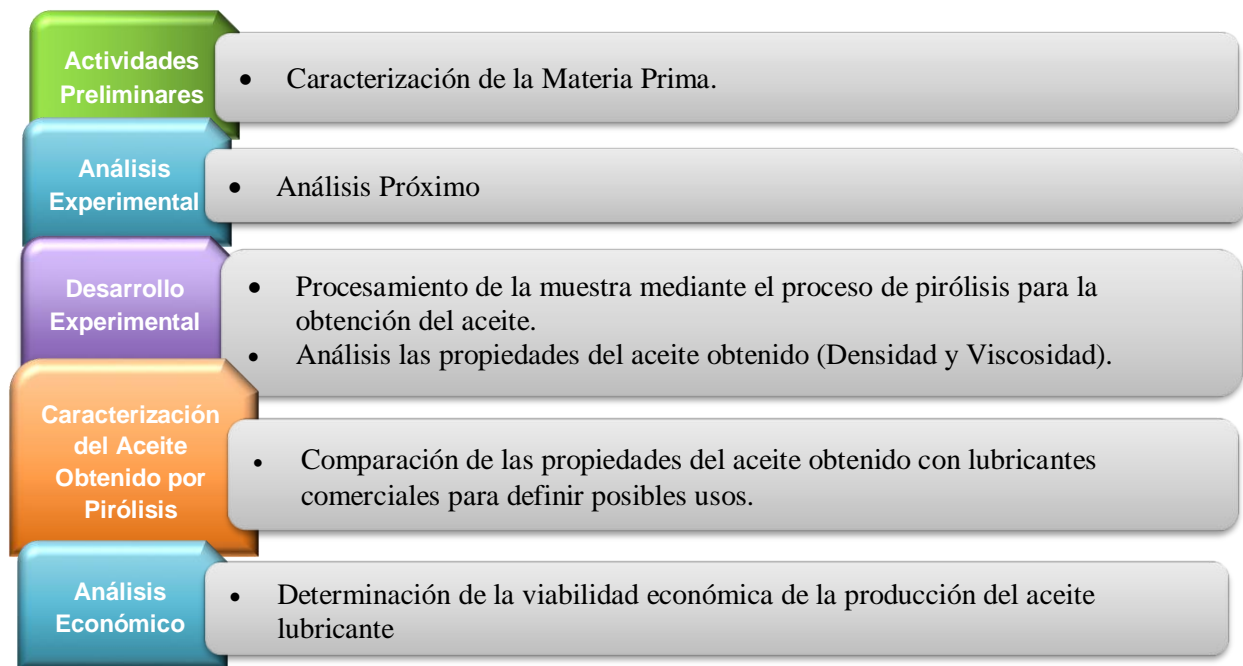 Actividades
Preliminares
• Caracterización de la Materia Prima.
Análisis
Experimental
• Análisis Próximo
Desarrollo
Experimental
• Procesamiento de la muestra mediante el proceso de pirólisis para la
obtención del aceite.
• Análisis las propiedades del aceite obtenido (Densidad y Viscosidad).
Caracterización
del Aceite
Obtenido por
Pirólisis
• Comparación de las propiedades del aceite obtenido con lubricantes
comerciales para definir posibles usos.
Análisis
Económico
• Determinación de la viabilidad económica de la producción del aceite
lubricante